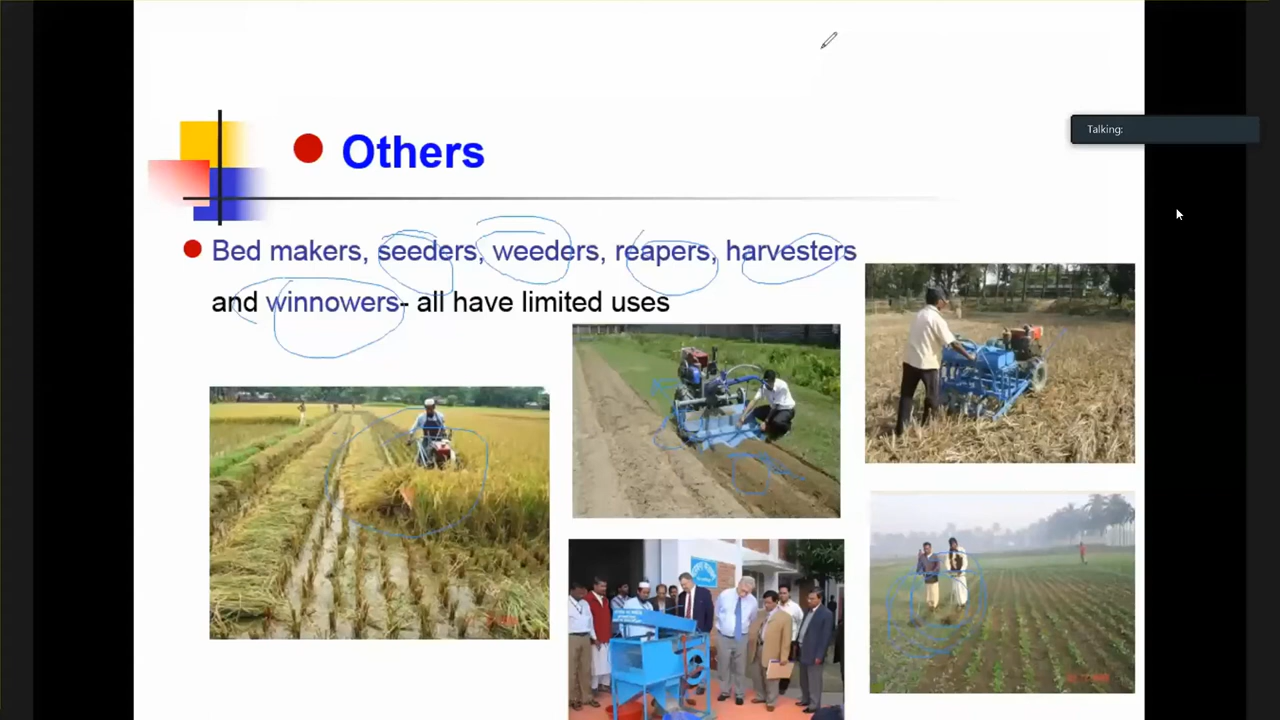 Talking:
Others
Bed makers, seeders, weeders, reapers, harvesters
and winnowers- all have limited uses